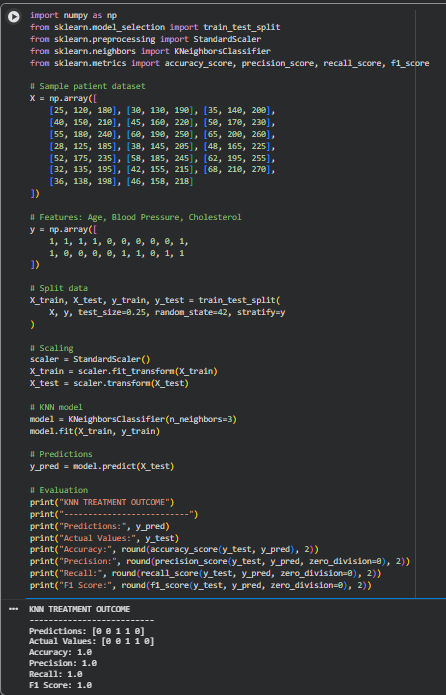 import numpy as np
from sklearn.model_selection import train_test_split
from sklearn.preprocessing import StandardScaler
from sklearn.neighbors import KNeighborsClassifier
from sklearn.metrics import accuracy_score, precision_score, recall_score, f1_score

# Sample patient dataset
X = np.array([
    [25, 120, 180], [30, 130, 190], [35, 140, 200],
    [40, 150, 210], [45, 160, 220], [50, 170, 230],
    [55, 180, 240], [60, 190, 250], [65, 200, 260],
    [28, 125, 185], [38, 145, 205], [48, 165, 225],
    [52, 175, 235], [58, 185, 245], [62, 195, 255],
    [32, 135, 195], [42, 155, 215], [68, 210, 270],
    [36, 138, 198], [46, 158, 218]
])

# Features: Age, Blood Pressure, Cholesterol
y = np.array([
    1, 1, 1, 1, 0, 0, 0, 0, 0, 1,
    1, 0, 0, 0, 0, 1, 1, 0, 1, 1
])

# Split data
X_train, X_test, y_train, y_test = train_test_split(
    X, y, test_size=0.25, random_state=42, stratify=y
)

# Scaling
scaler = StandardScaler()
X_train = scaler.fit_transform(X_train)
X_test = scaler.transform(X_test)

# KNN model
model = KNeighborsClassifier(n_neighbors=3)
model.fit(X_train, y_train)

# Predictions
y_pred = model.predict(X_test)

# Evaluation
print("KNN TREATMENT OUTCOME")
print("--------------------------")
print("Predictions:", y_pred)
print("Actual Values:", y_test)
print("Accuracy:", round(accuracy_score(y_test, y_pred), 2))
print("Precision:", round(precision_score(y_test, y_pred, zero_division=0), 2))
print("Recall:", round(recall_score(y_test, y_pred, zero_division=0), 2))
print("F1 Score:", round(f1_score(y_test, y_pred, zero_division=0), 2))

KNN TREATMENT OUTCOME
--------------------------
Predictions: [0 0 1 1 0]
Actual Values: [0 0 1 1 0]
Accuracy: 1.0
Precision: 1.0
Recall: 1.0
F1 Score: 1.0